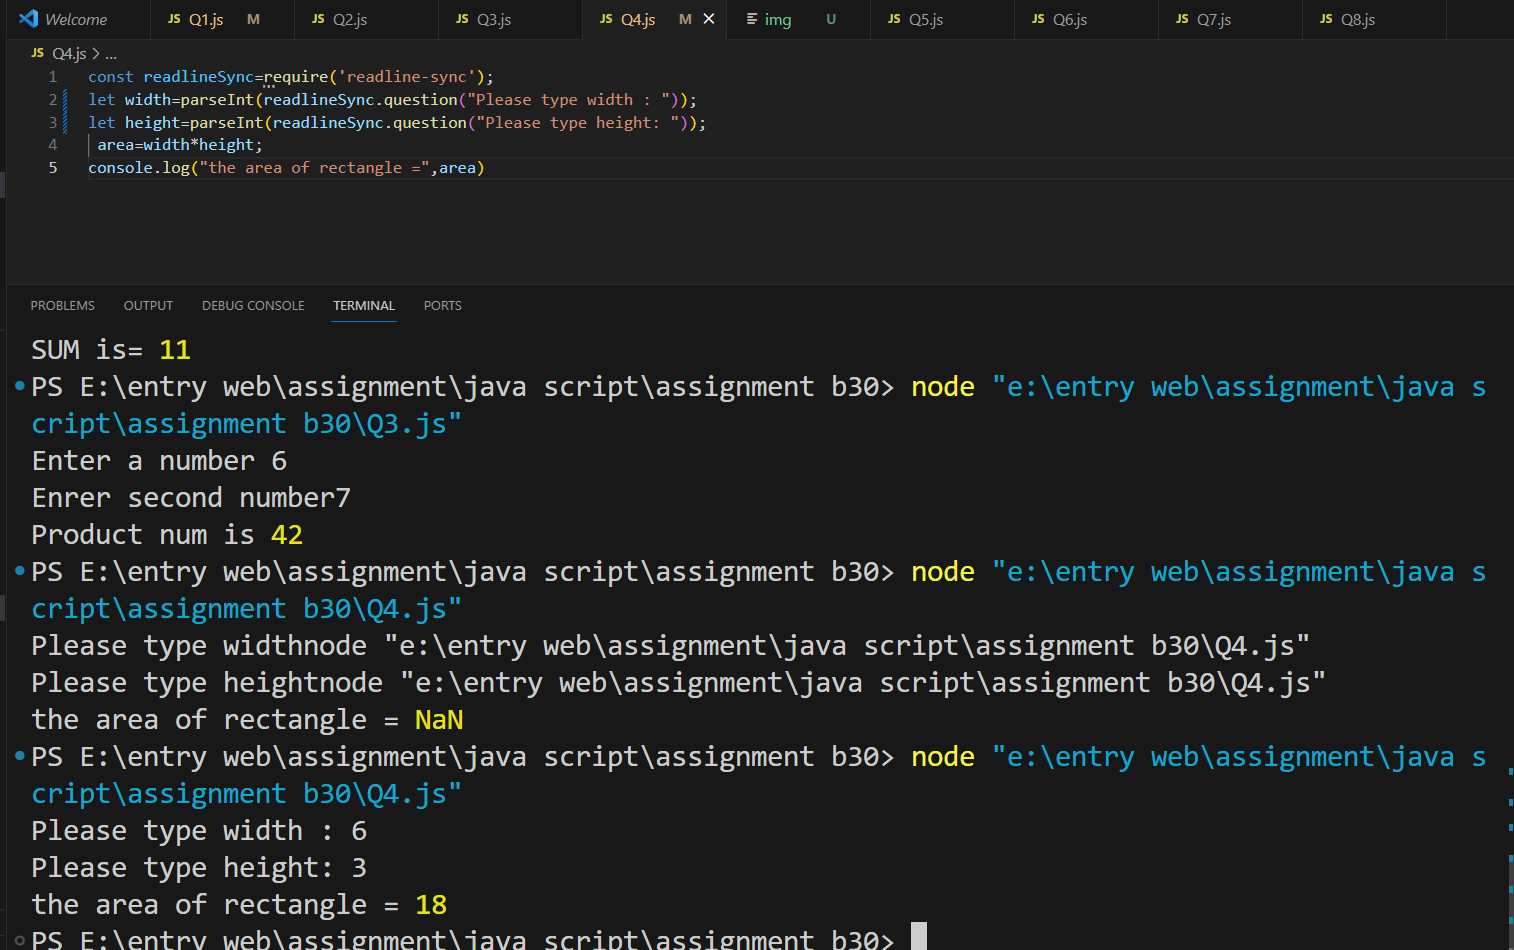 Welcome JS Q1.js M JS Q2.js JS Q3.js JS Q4.js M × img U JS Q5.js JS Q6.js JS Q7.js JS Q8.js
JS Q4.js > ...
1 const readlineSync=require('readline-sync');
2 let width=parseInt(readlineSync.question("Please type width : "));
3 let height=parseInt(readlineSync.question("Please type height: "));
4 area=width*height;
5 console.log("the area of rectangle =",area)
PROBLEMS OUTPUT DEBUG CONSOLE TERMINAL PORTS
SUM is= 11
PS E:\entry web\assignment\java script\assignment b30> node "e:\entry web\assignment\java s
cript\assignment b30\Q3.js"
Enter a number 6
Enrer second number7
Product num is 42
PS E:\entry web\assignment\java script\assignment b30> node "e:\entry web\assignment\java s
cript\assignment b30\Q4.js"
Please type widthnode "e:\entry web\assignment\java script\assignment b30\Q4.js"
Please type heightnode "e:\entry web\assignment\java script\assignment b30\Q4.js"
the area of rectangle = NaN
PS E:\entry web\assignment\java script\assignment b30> node "e:\entry web\assignment\java s
cript\assignment b30\Q4.js"
Please type width : 6
Please type height: 3
the area of rectangle = 18
PS E:\entry web\assignment\java script\assignment b30>